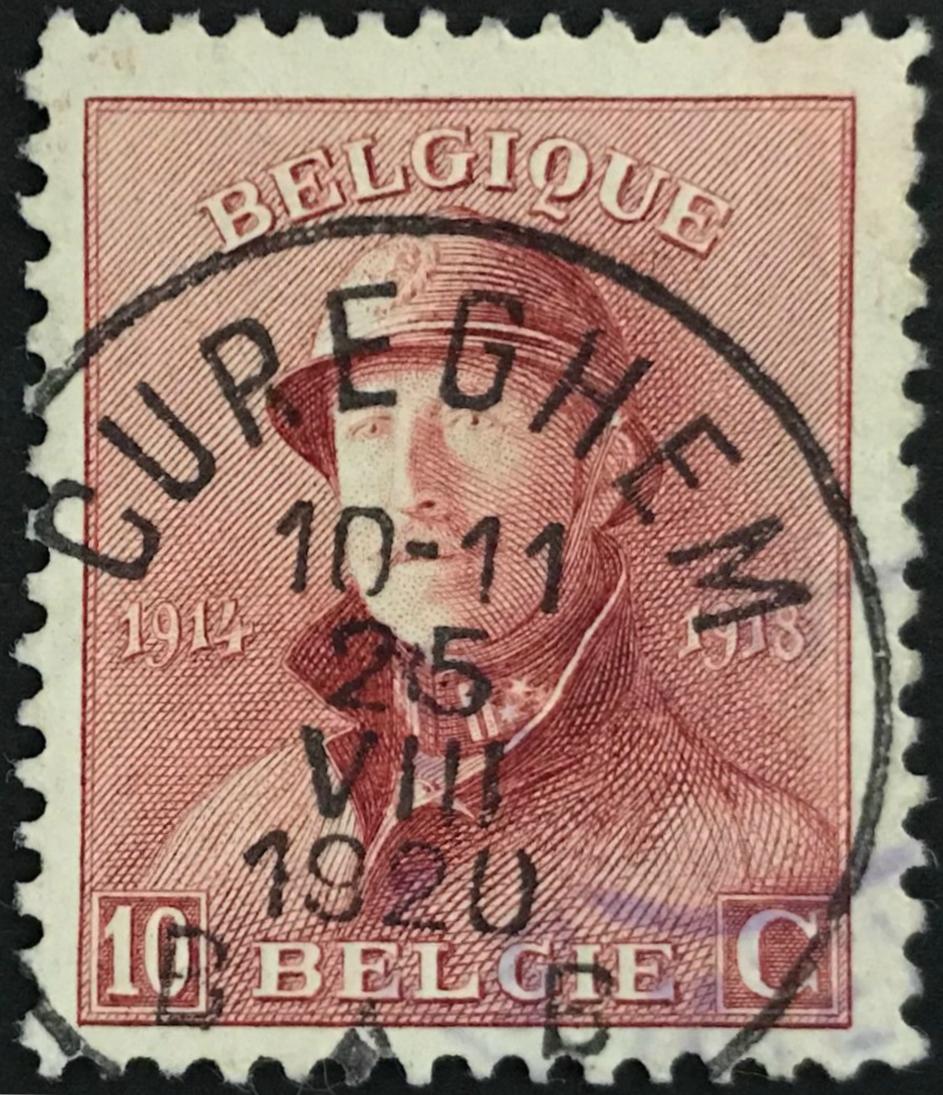 BELGIQUE
CUREGHEM
10-11
1914 1918
25
VIII
1920
10 BELGIE C
B B